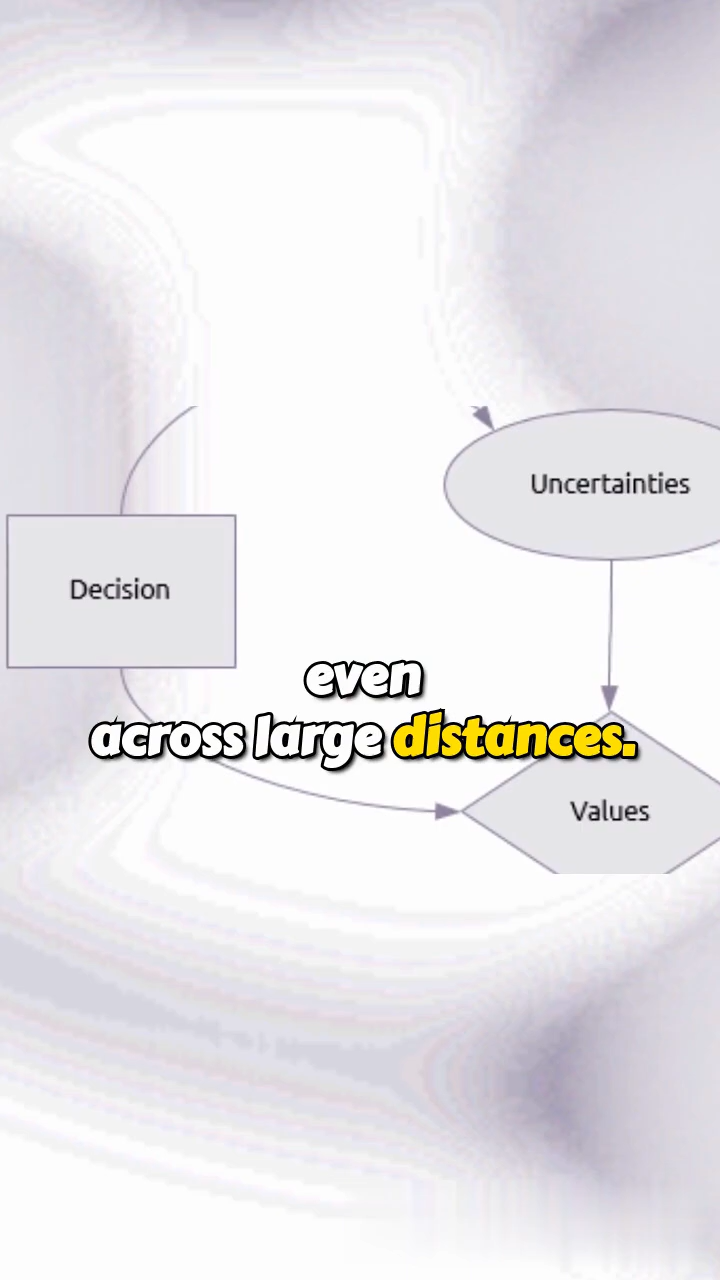 Uncertainties
Decision
even
across large distances.
Values